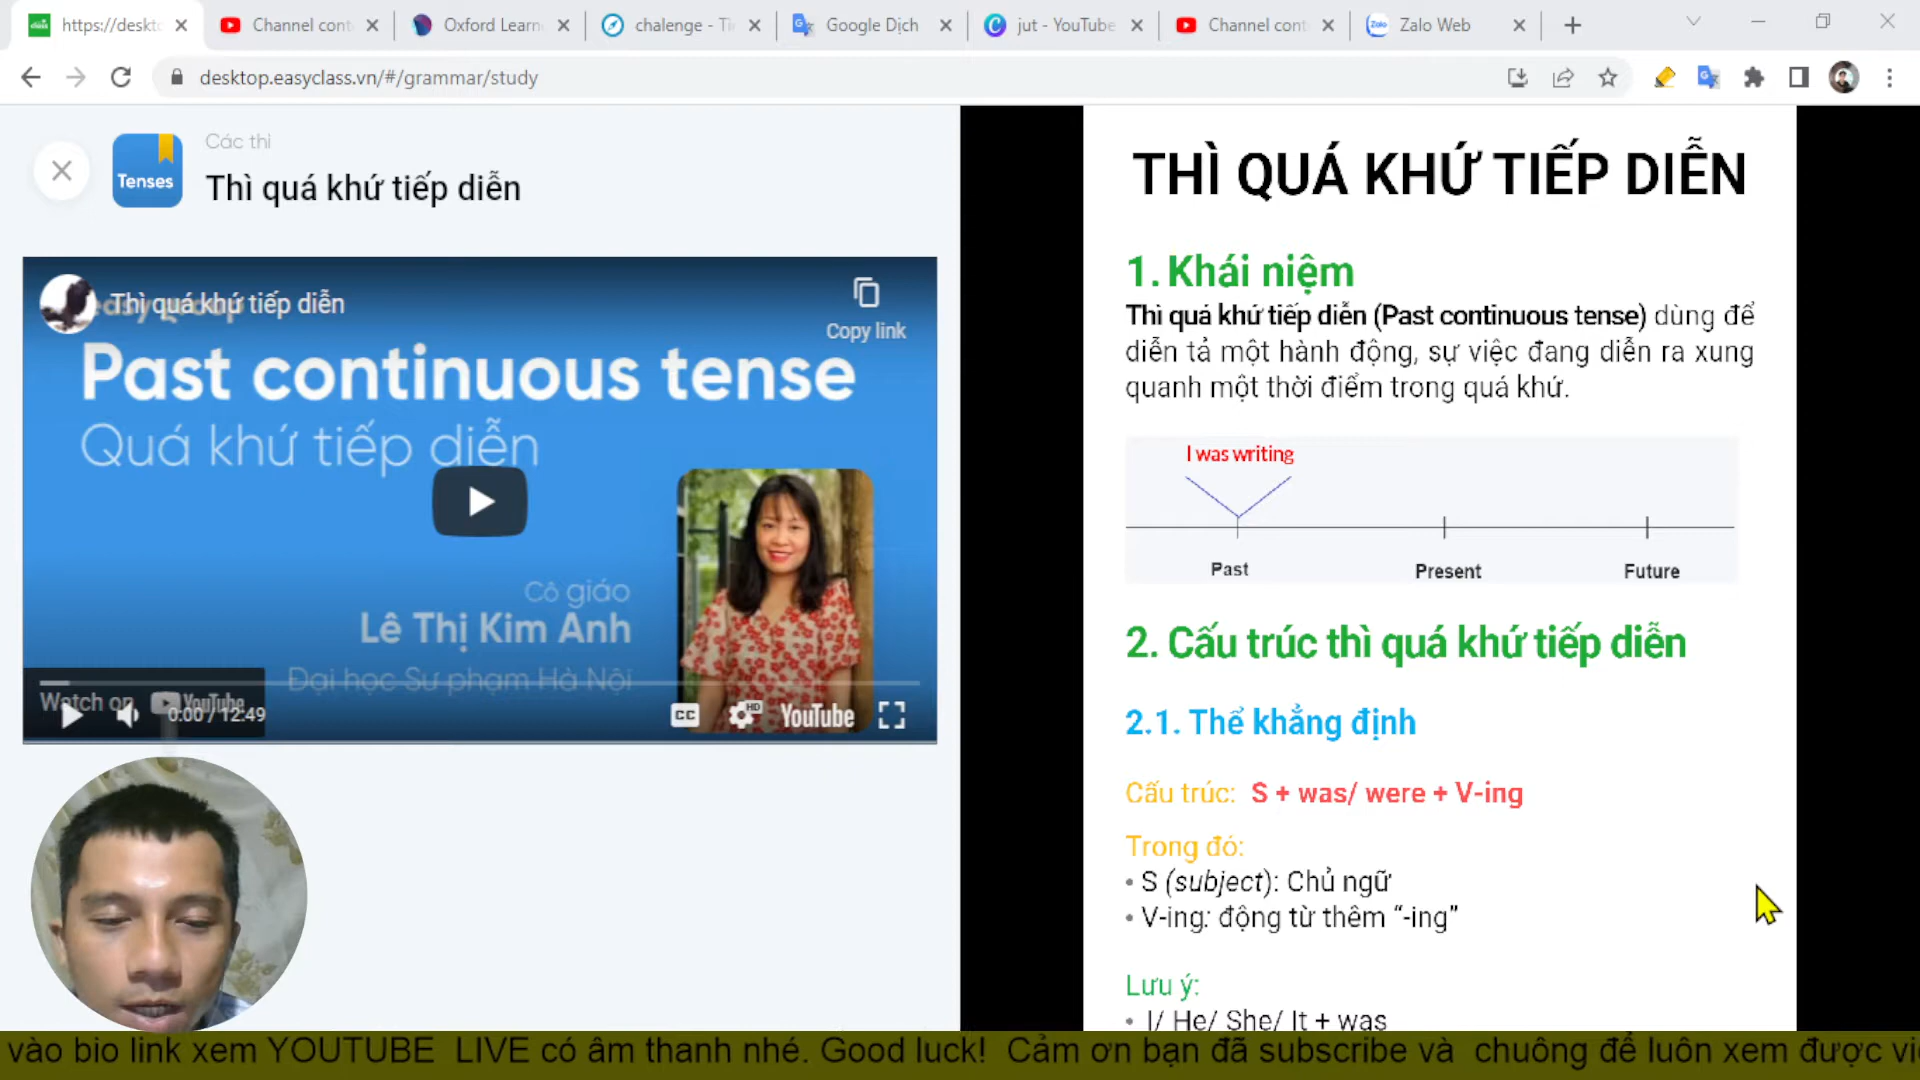 https://deskt
Channel cont
Oxford Learn
chalenge - Ti
Google Dịch
jut - YouTube
Channel cont
Zalo Web
desktop.easyclass.vn/#/grammar/study
Tenses
Các thi
Thì quá khứ tiếp diễn
Thì quá khứ tiếp diễn
Copy link
Past continuous tense
Quá khứ tiếp diễn
Cô giáo
Lê Thị Kim Anh
Đại học Sư phạm Hà Nội
Watch on YouTube
0:00 / 12:49
CC
HD
YouTube
THÌ QUÁ KHỨ TIẾP DIỄN
1. Khái niệm
Thì quá khứ tiếp diễn (Past continuous tense) dùng để
diễn tả một hành động, sự việc đang diễn ra xung
quanh một thời điểm trong quá khứ.
I was writing
Past
Present
Future
2. Cấu trúc thì quá khứ tiếp diễn
2.1. Thể khẳng định
Cấu trúc: S + was/ were + V-ing
Trong đó:
• S (subject): Chủ ngữ
• V-ing: động từ thêm “-ing”
Lưu ý:
• I/ He/ She/ It + was
vào bio link xem YOUTUBE LIVE có âm thanh nhé. Good luck! Cảm ơn bạn đã subscribe và chuông để luôn xem được vi